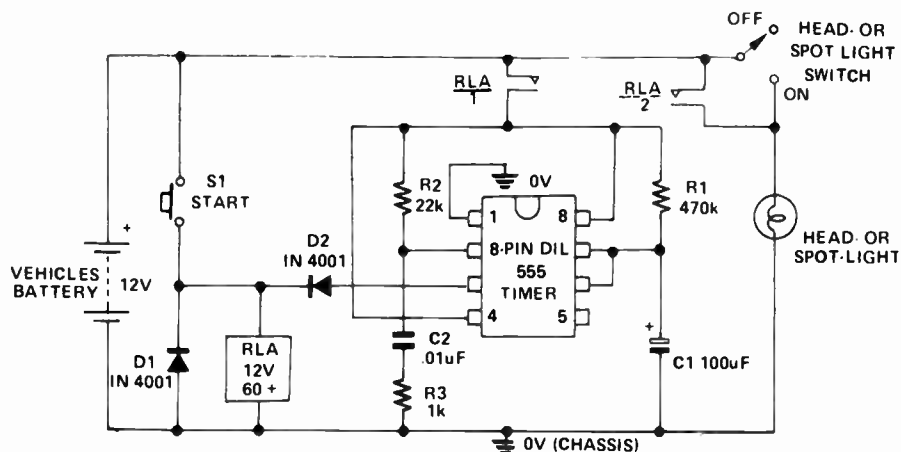 OFF
HEAD- OR
SPOT LIGHT
SWITCH
ON
RLA
1
RLA
2
S1
START
R2
22k
0V
1
8
R1
470k
8-PIN DIL
555
TIMER
4
5
D2
IN 4001
VEHICLES
BATTERY
+
12V
HEAD- OR
SPOT-LIGHT
D1
IN 4001
RLA
12V
60 +
C2
.01uF
R3
1k
+
C1 100uF
0V (CHASSIS)